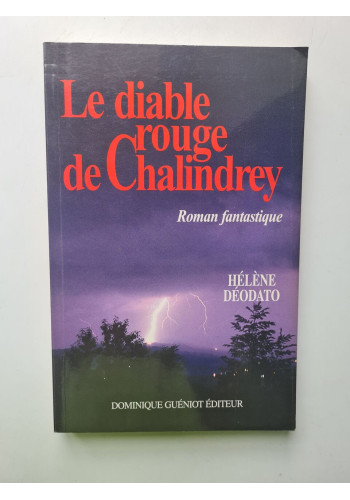 Le diable
rouge
de Chalindrey
Roman fantastique
HÉLÈNE
DÉODATO
DOMINIQUE GUÉNIOT ÉDITEUR